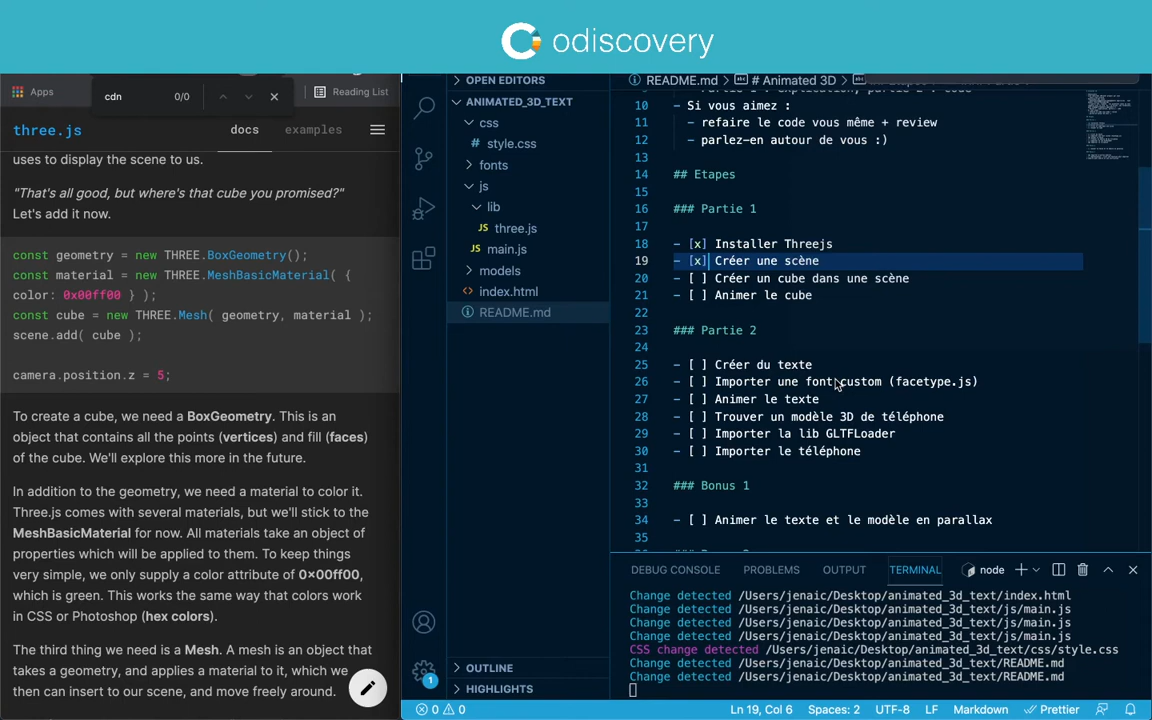 odiscovery
Apps
cdn
0/0
Reading List
three.js
docs
examples
uses to display the scene to us.
"That's all good, but where's that cube you promised?"
Let's add it now.
const geometry = new THREE.BoxGeometry();
const material = new THREE.MeshBasicMaterial( {
color: 0x00ff00 } );
const cube = new THREE.Mesh( geometry, material );
scene.add( cube );
camera.position.z = 5;
To create a cube, we need a BoxGeometry. This is an
object that contains all the points (vertices) and fill (faces)
of the cube. We'll explore this more in the future.
In addition to the geometry, we need a material to color it.
Three.js comes with several materials, but we'll stick to the
MeshBasicMaterial for now. All materials take an object of
properties which will be applied to them. To keep things
very simple, we only supply a color attribute of 0x00ff00,
which is green. This works the same way that colors work
in CSS or Photoshop (hex colors).
The third thing we need is a Mesh. A mesh is an object that
takes a geometry, and applies a material to it, which we
then can insert to our scene, and move freely around.
OPEN EDITORS
ANIMATED_3D_TEXT
css
# style.css
fonts
js
lib
JS three.js
JS main.js
models
<> index.html
README.md
OUTLINE
HIGHLIGHTS
1
README.md > # Animated 3D >
10 - Si vous aimez :
11 - refaire le code vous même + review
12 - parlez-en autour de vous :)
13
14 ## Etapes
15
16 ### Partie 1
17
18 - [x] Installer Threejs
19 - [x] Créer une scène
20 - [ ] Créer un cube dans une scène
21 - [ ] Animer le cube
22
23 ### Partie 2
24
25 - [ ] Créer du texte
26 - [ ] Importer une font custom (facetype.js)
27 - [ ] Animer le texte
28 - [ ] Trouver un modèle 3D de téléphone
29 - [ ] Importer la lib GLTFLoader
30 - [ ] Importer le téléphone
31
32 ### Bonus 1
33
34 - [ ] Animer le texte et le modèle en parallax
35
DEBUG CONSOLE
PROBLEMS
OUTPUT
TERMINAL
node
Change detected /Users/jenaic/Desktop/animated_3d_text/index.html
Change detected /Users/jenaic/Desktop/animated_3d_text/js/main.js
Change detected /Users/jenaic/Desktop/animated_3d_text/js/main.js
Change detected /Users/jenaic/Desktop/animated_3d_text/js/main.js
CSS change detected /Users/jenaic/Desktop/animated_3d_text/css/style.css
Change detected /Users/jenaic/Desktop/animated_3d_text/README.md
Change detected /Users/jenaic/Desktop/animated_3d_text/README.md
0 0
Ln 19, Col 6
Spaces: 2
UTF-8
LF
Markdown
Prettier